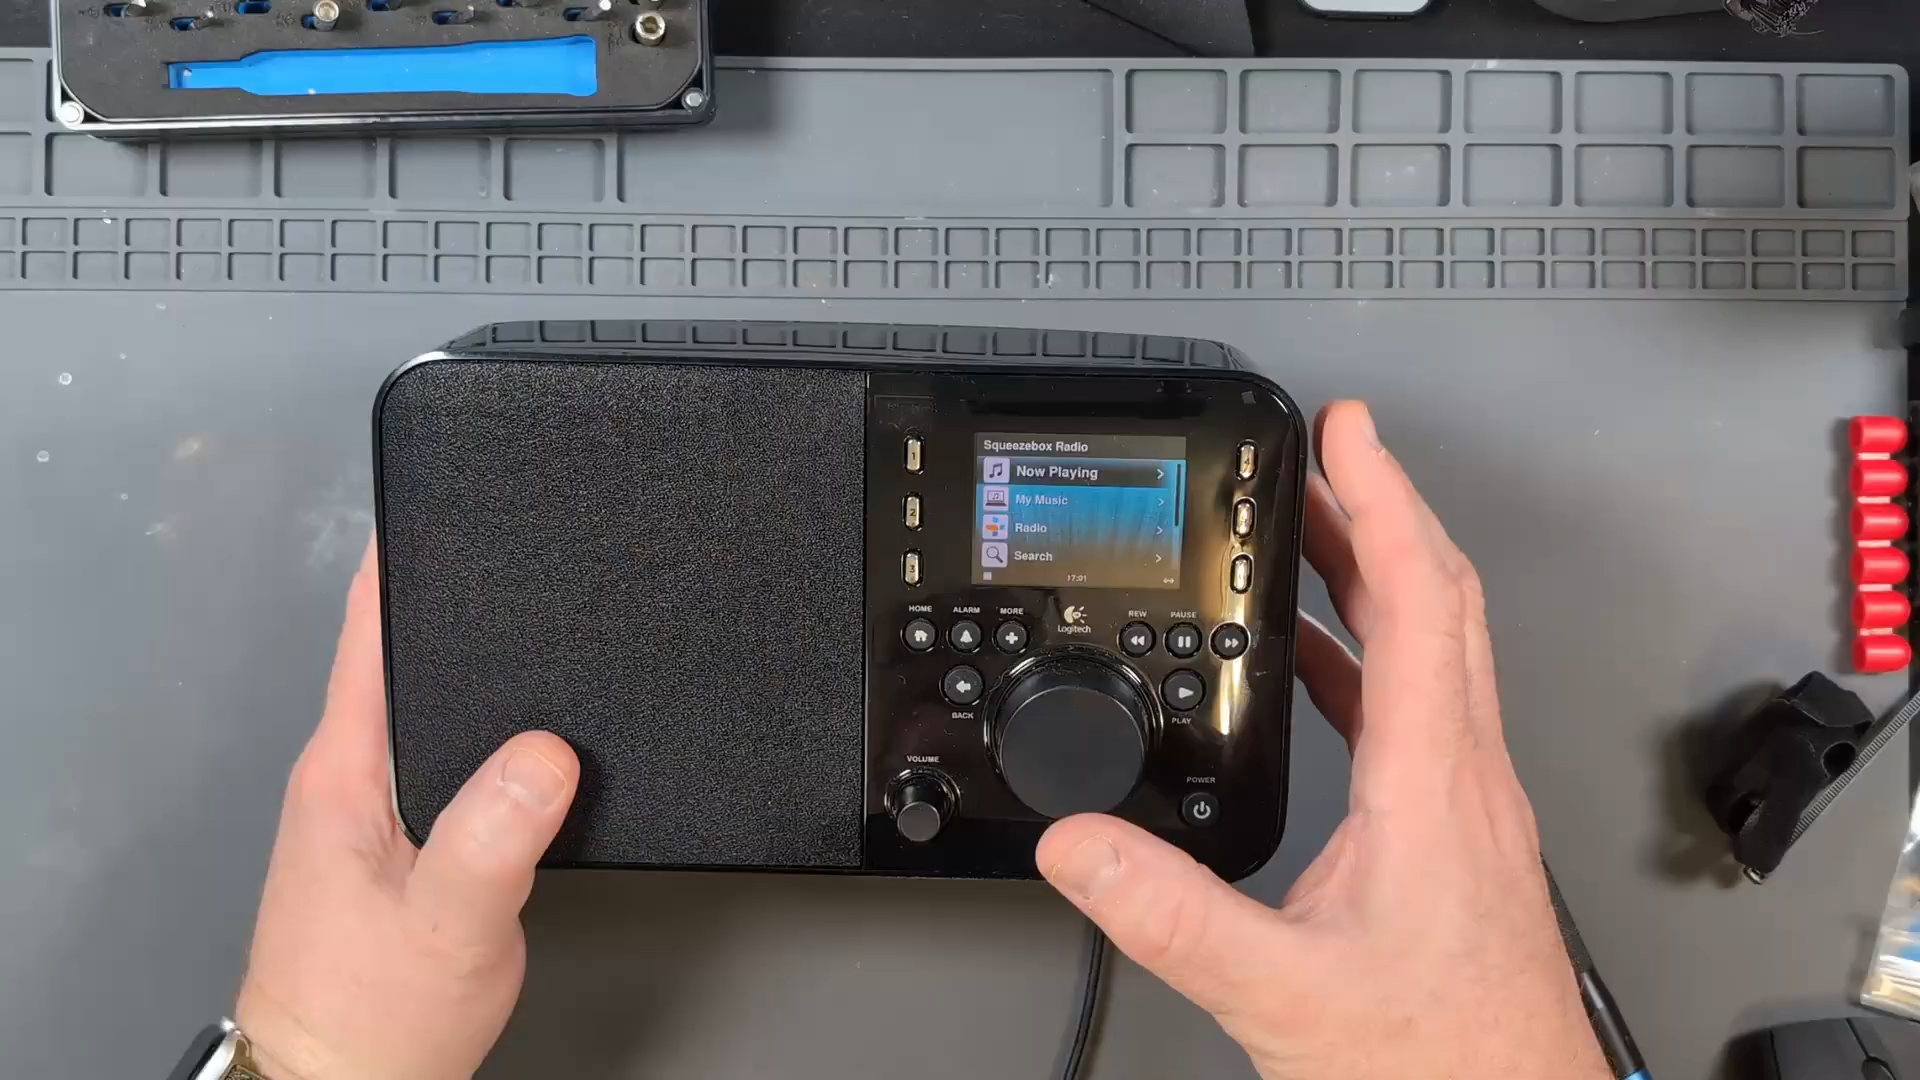 Squeezebox Radio
Now Playing
My Music
Radio
Search
17:01
1
2
3
4
HOME
ALARM
MORE
Logitech
REW
PAUSE
BACK
PLAY
VOLUME
POWER